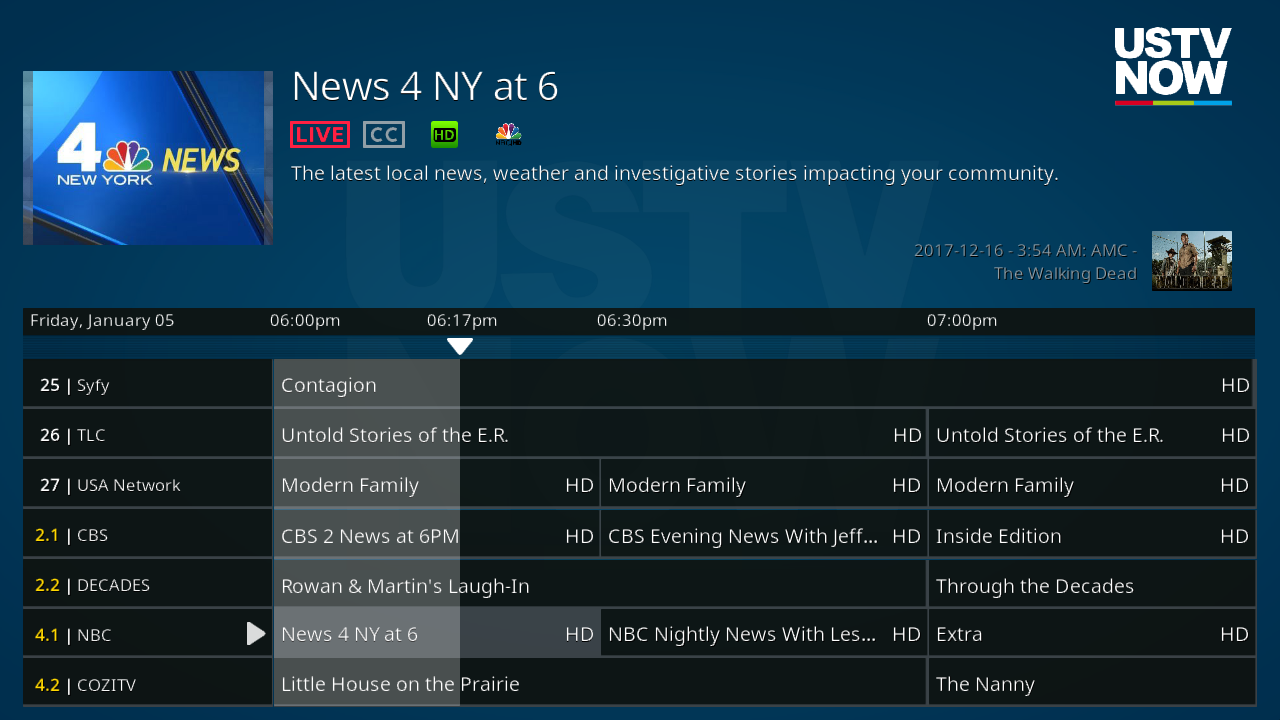 USTV
NOW
News 4 NY at 6
4
NEWS
NEW YORK
LIVE CC HD
The latest local news, weather and investigative stories impacting your community.
2017-12-16 - 3:54 AM: AMC -
The Walking Dead
Friday, January 05 06:00pm 06:17pm 06:30pm 07:00pm
25 | Syfy Contagion HD
26 | TLC Untold Stories of the E.R. HD Untold Stories of the E.R. HD
27 | USA Network Modern Family HD Modern Family HD Modern Family HD
2.1 | CBS CBS 2 News at 6PM HD CBS Evening News With Jeff... HD Inside Edition HD
2.2 | DECADES Rowan & Martin's Laugh-In Through the Decades
4.1 | NBC News 4 NY at 6 HD NBC Nightly News With Les... HD Extra HD
4.2 | COZITV Little House on the Prairie The Nanny